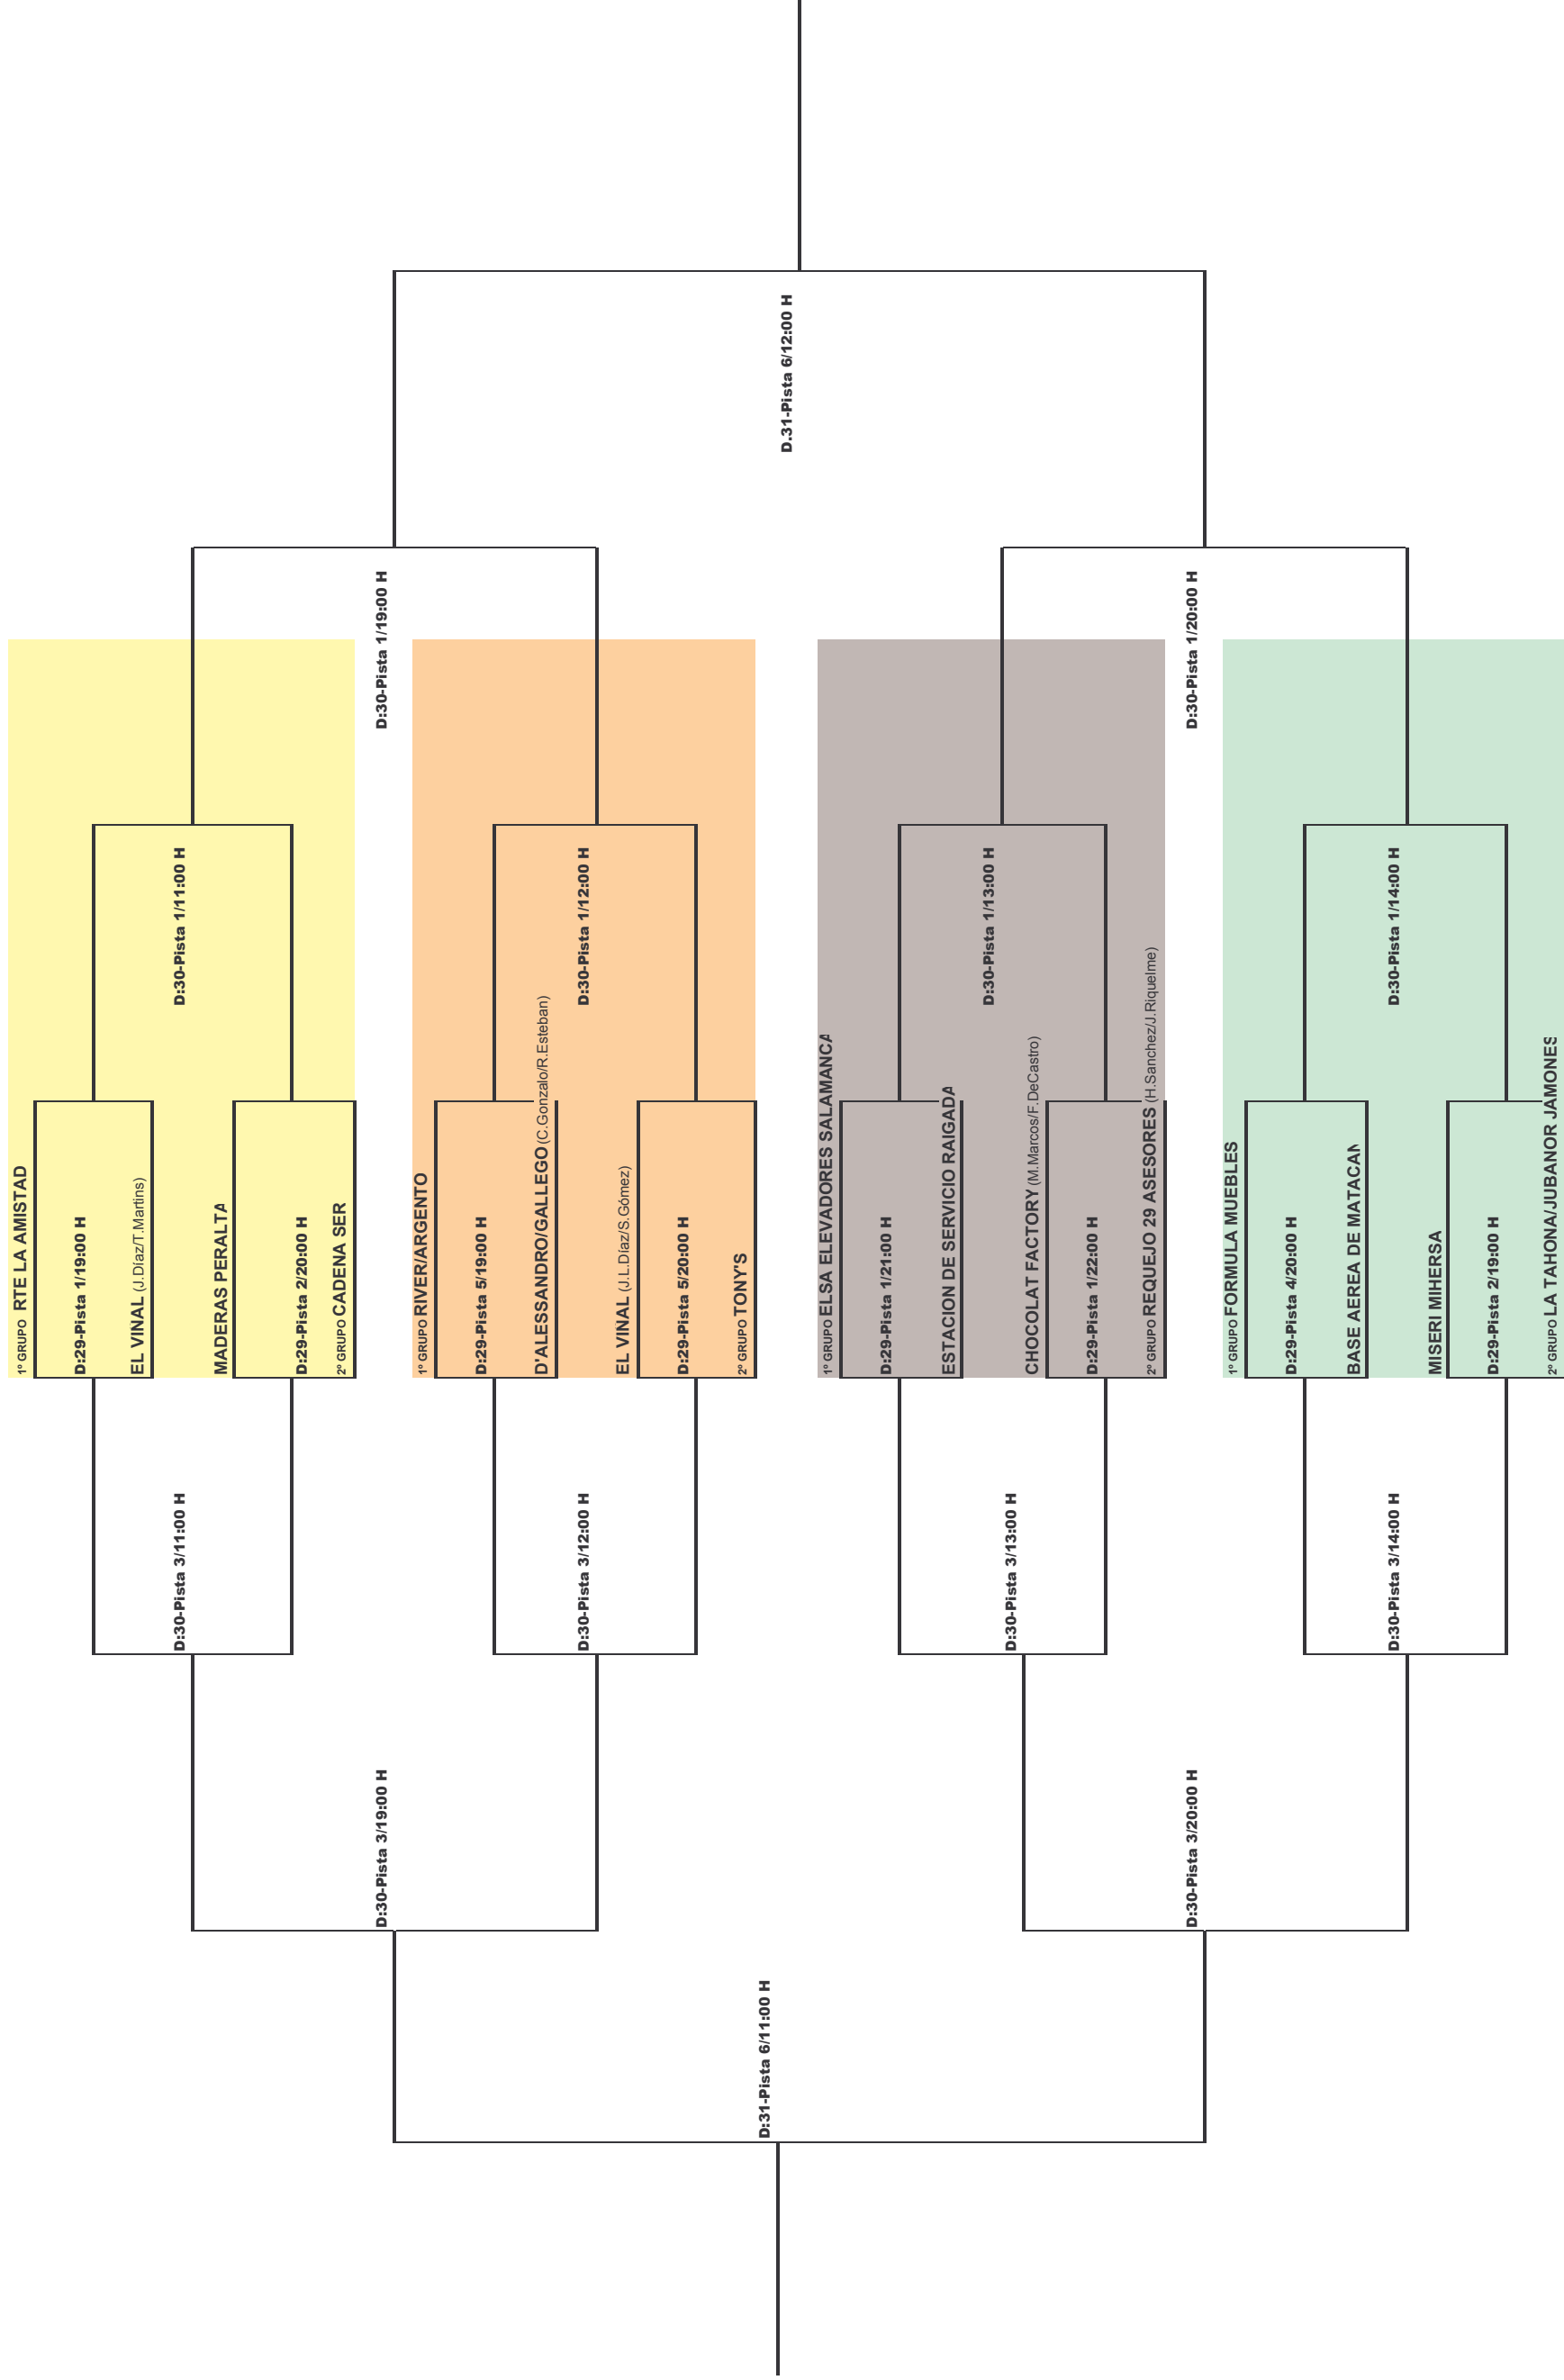 1º GRUPO RTE LA AMISTAD
D:29-Pista 1/19:00 H
EL VIÑAL (J.Díaz/T.Martins)
MADERAS PERALTA
D:29-Pista 2/20:00 H
2º GRUPO CADENA SER
1º GRUPO RIVER/ARGENTO
D:29-Pista 5/19:00 H
D'ALESSANDRO/GALLEGO (C.Gonzalo/R.Esteban)
EL VIÑAL (J.L.Díaz/S.Gómez)
D:29-Pista 5/20:00 H
2º GRUPO TONY'S
1º GRUPO ELSA ELEVADORES SALAMANCA
D:29-Pista 1/21:00 H
ESTACION DE SERVICIO RAIGADA
CHOCOLAT FACTORY (M.Marcos/F.DeCastro)
D:29-Pista 1/22:00 H
2º GRUPO REQUEJO 29 ASESORES (H.Sanchez/J.Riquelme)
1º GRUPO FORMULA MUEBLES
D:29-Pista 4/20:00 H
BASE AEREA DE MATACAN
MISERI MIHERSA
D:29-Pista 2/19:00 H
2º GRUPO LA TAHONA/JUBANOR JAMONES
D:30-Pista 1/11:00 H
D:30-Pista 1/12:00 H
D:30-Pista 1/13:00 H
D:30-Pista 1/14:00 H
D:30-Pista 1/19:00 H
D:30-Pista 1/20:00 H
D.31-Pista 6/12:00 H
D:30-Pista 3/11:00 H
D:30-Pista 3/12:00 H
D:30-Pista 3/13:00 H
D:30-Pista 3/14:00 H
D:30-Pista 3/19:00 H
D:30-Pista 3/20:00 H
D:31-Pista 6/11:00 H